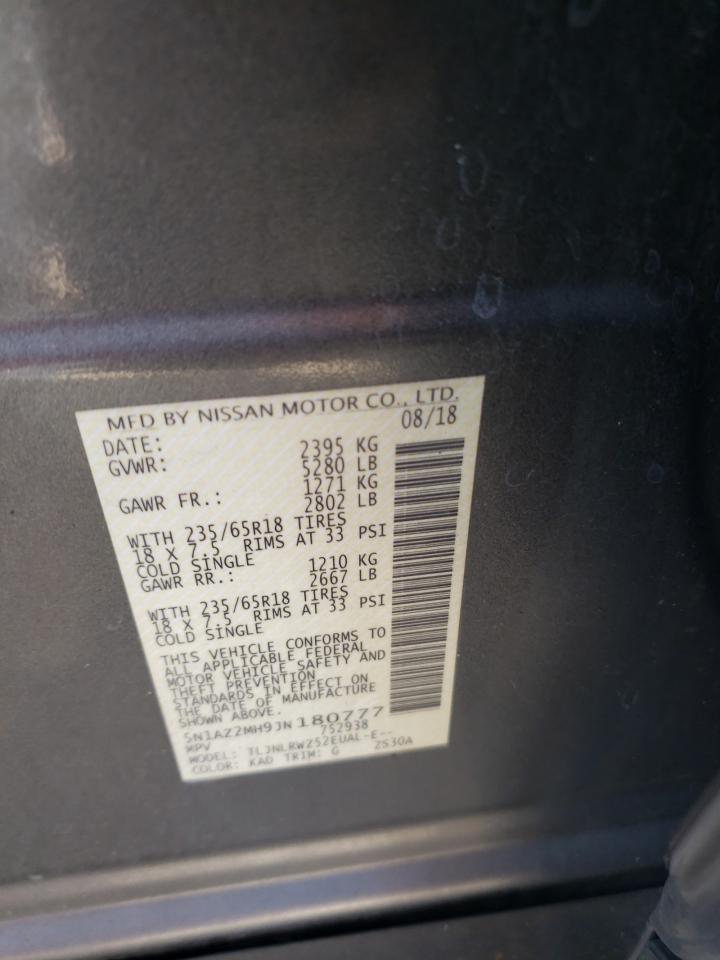 MFD BY NISSAN MOTOR CO., LTD.
DATE: 08/18
GVWR: 2395 KG
5280 LB
GAWR FR.: 1271 KG
2802 LB
WITH 235/65R18 TIRES
18 X 7.5 RIMS AT 33 PSI
COLD SINGLE
GAWR RR.: 1210 KG
2667 LB
WITH 235/65R18 TIRES
18 X 7.5 RIMS AT 33 PSI
COLD SINGLE
THIS VEHICLE CONFORMS TO
ALL APPLICABLE FEDERAL
MOTOR VEHICLE SAFETY AND
THEFT PREVENTION
STANDARDS IN EFFECT ON
THE DATE OF MANUFACTURE
SHOWN ABOVE.
5N1AZ2MH9JN180777
MPV 752938
MODEL: TLJNLRWZ52EUAL-E--
COLOR: KAD TRIM: G 2S30A